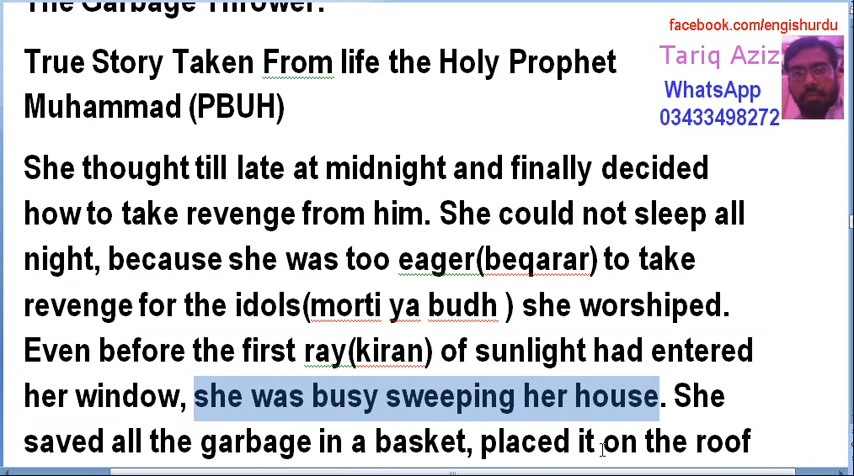 The Garbage Thrower.
facebook.com/engishurdu
True Story Taken From life the Holy Prophet
Tariq Aziz
Muhammad (PBUH)
WhatsApp
03433498272
She thought till late at midnight and finally decided
how to take revenge from him. She could not sleep all
night, because she was too eager(beqarar) to take
revenge for the idols(morti ya budh ) she worshiped.
Even before the first ray(kiran) of sunlight had entered
her window, she was busy sweeping her house. She
saved all the garbage in a basket, placed it on the roof